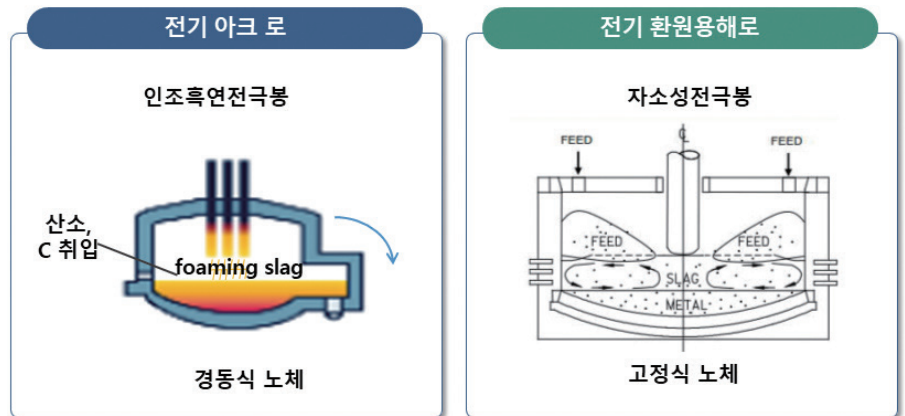 전기 아크 로
인조흑연전극봉
산소,
C 취입
foaming slag
경동식 노체
전기 환원용해로
자소성전극봉
℄
FEED
FEED
FEED
FEED
SLAG
METAL
고정식 노체